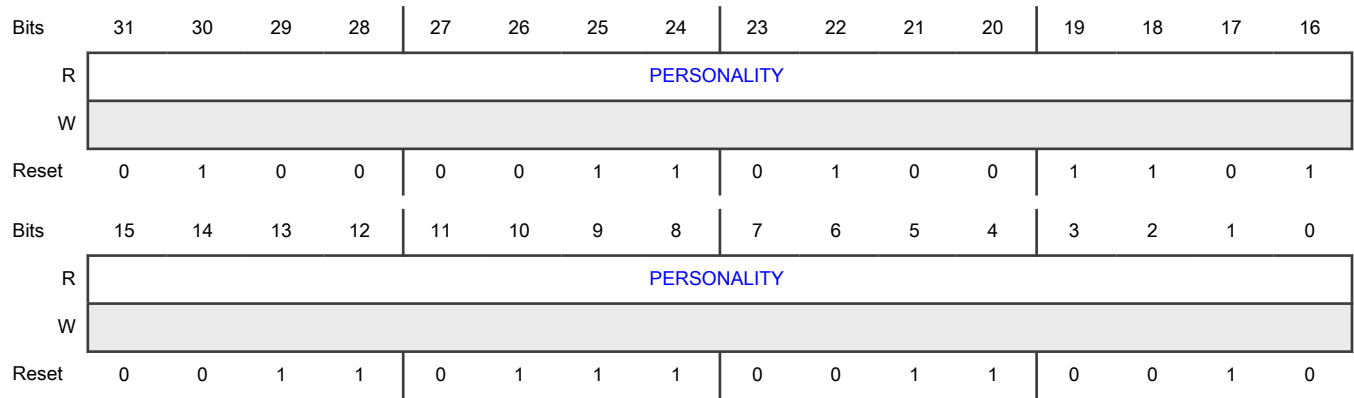 Bits 31 30 29 28 27 26 25 24 23 22 21 20 19 18 17 16
R PERSONALITY
W
Reset 0 1 0 0 0 0 1 1 0 1 0 0 1 1 0 1
Bits 15 14 13 12 11 10 9 8 7 6 5 4 3 2 1 0
R PERSONALITY
W
Reset 0 0 1 1 0 1 1 1 0 0 1 1 0 0 1 0